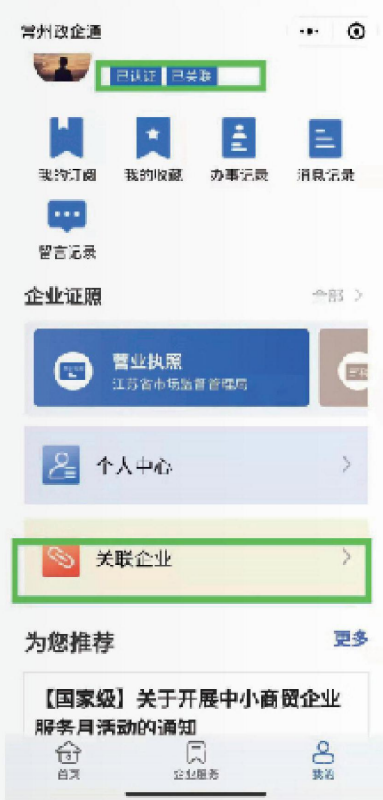 常州政企通
已认证 已关联
我的订阅 我的收藏 办事记录 消息记录
留言记录
企业证照 全部
营业执照
江苏省市场监督管理局
个人中心
关联企业
为您推荐 更多
【国家级】关于开展中小商贸企业
服务月活动的通知
首页 企业服务 我的